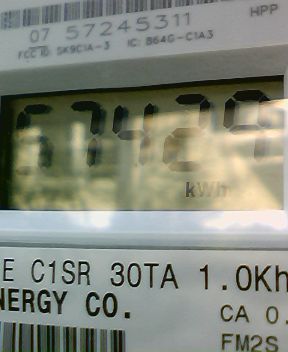 HPP
07 57245311
FCC ID: SK9C1A-3 IC: 864G-C1A3
57429
kWh
E C1SR 30TA 1.0Kh
NERGY CO.
CA 0.
FM2S